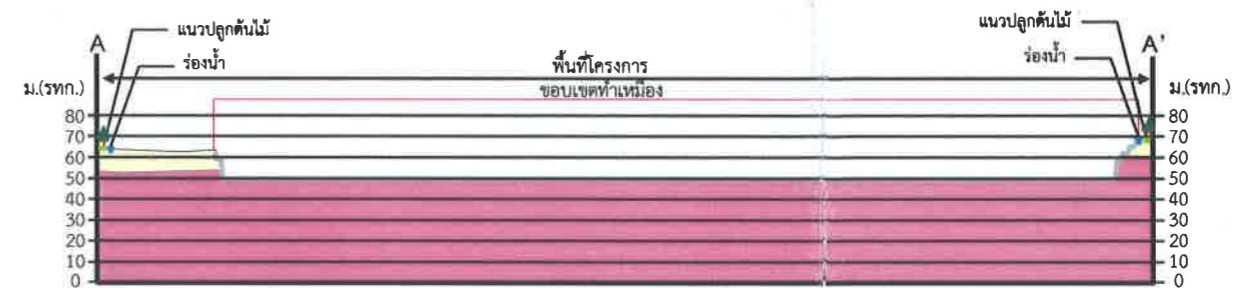 แนวปลูกต้นไม้
แนวปลูกต้นไม้
A
A'
ร่องน้ำ
ร่องน้ำ
พื้นที่โครงการ
ม.(รทก.)
ขอบเขตทำเหมือง
ม.(รทก.)
80
80
70
70
60
60
50
50
40
40
30
30
20
20
10
10
0
0